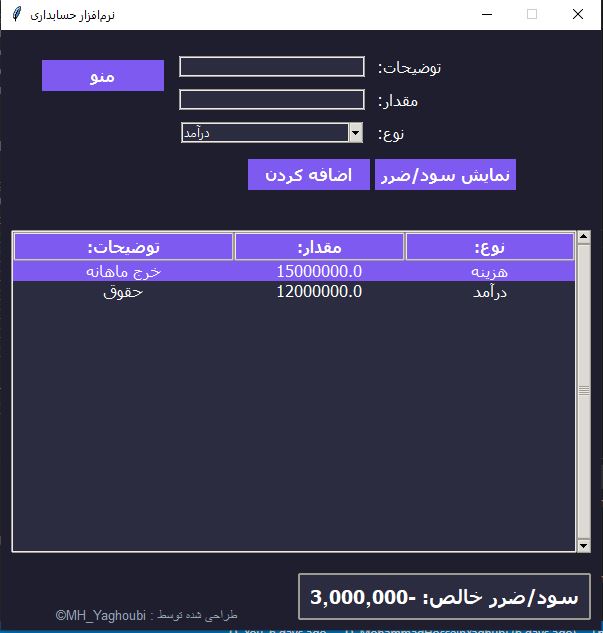 نرم‌افزار حسابداری
منو
توضیحات:
مقدار:
نوع:
درآمد
اضافه کردن
نمایش سود/ضرر
توضیحات: مقدار: نوع:
خرج ماهانه 15000000.0 هزینه
حقوق 12000000.0 درآمد
سود/ضرر خالص: -3,000,000
طراحی شده توسط : MH_Yaghoubi©